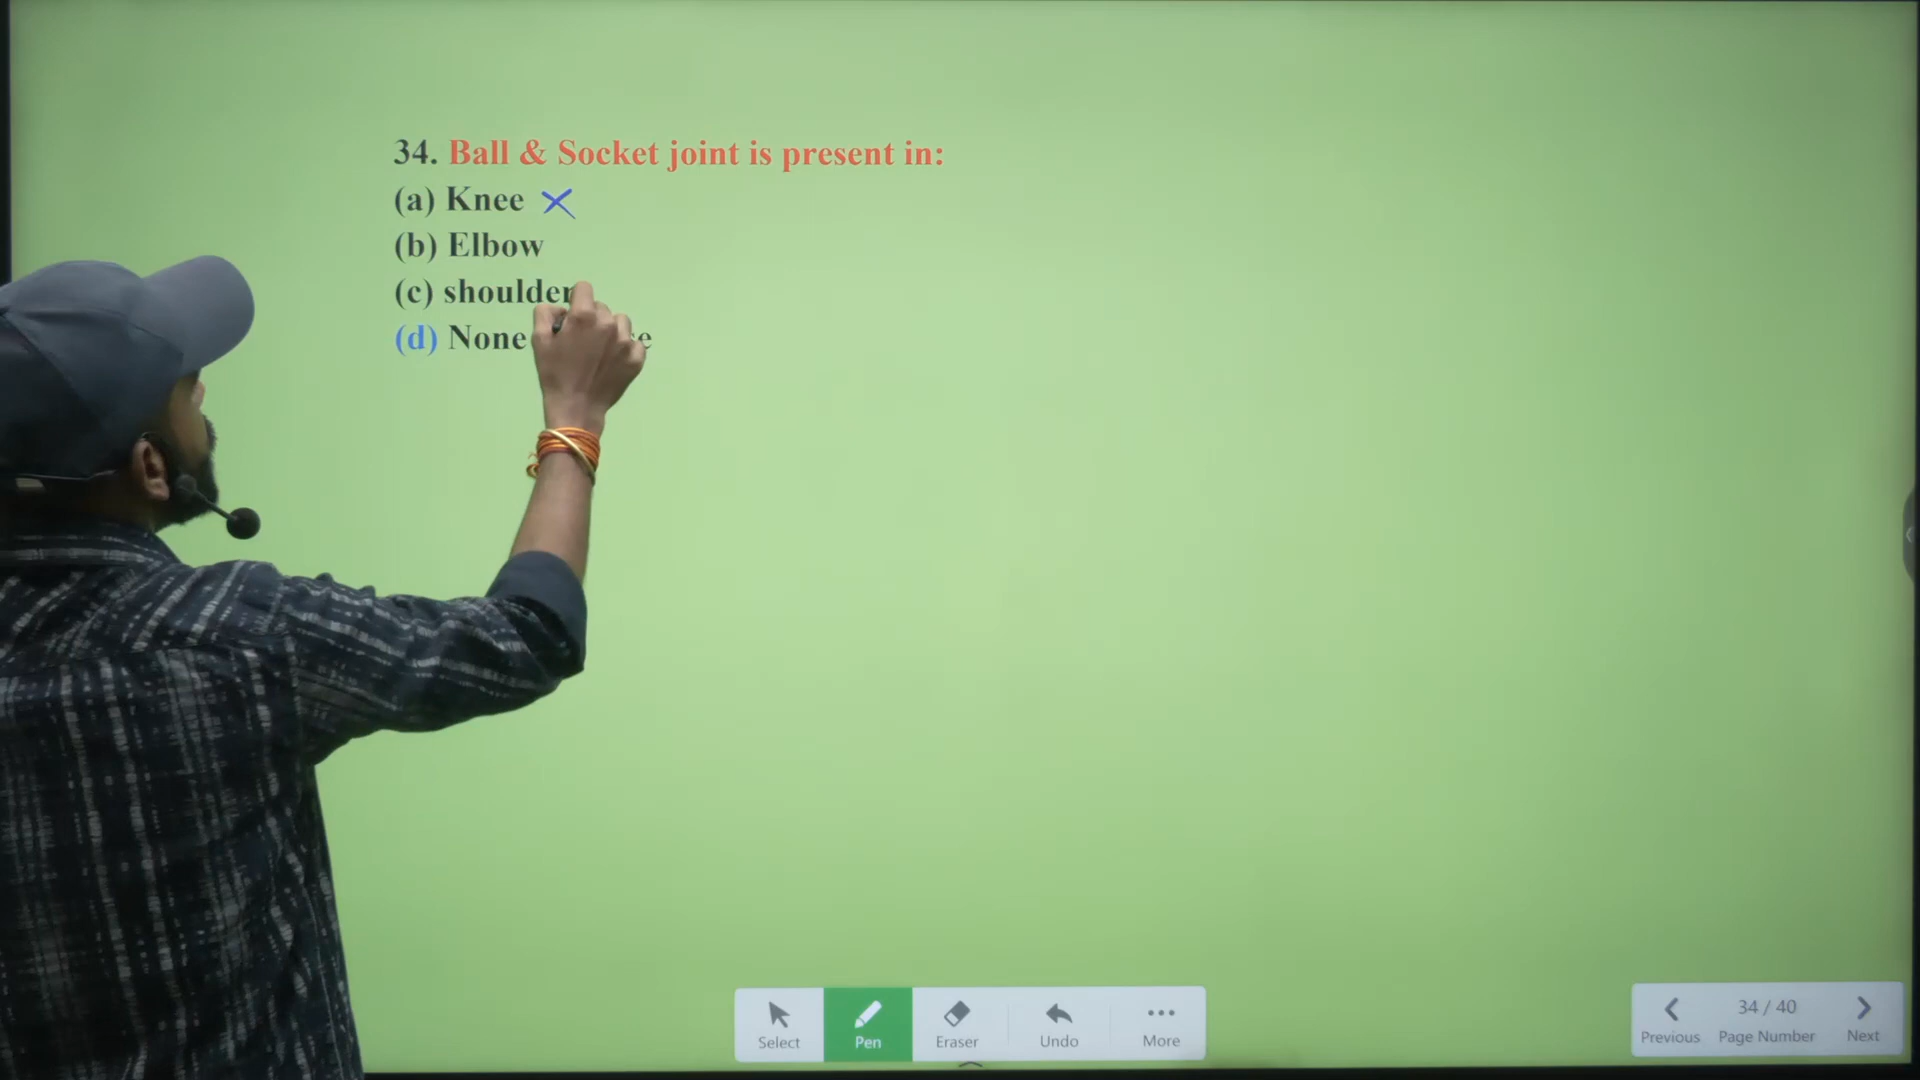 34. Ball & Socket joint is present in:
(a) Knee
(b) Elbow
(c) shoulder
(d) None
Select
Pen
Eraser
Undo
More
34 / 40
Previous
Page Number
Next